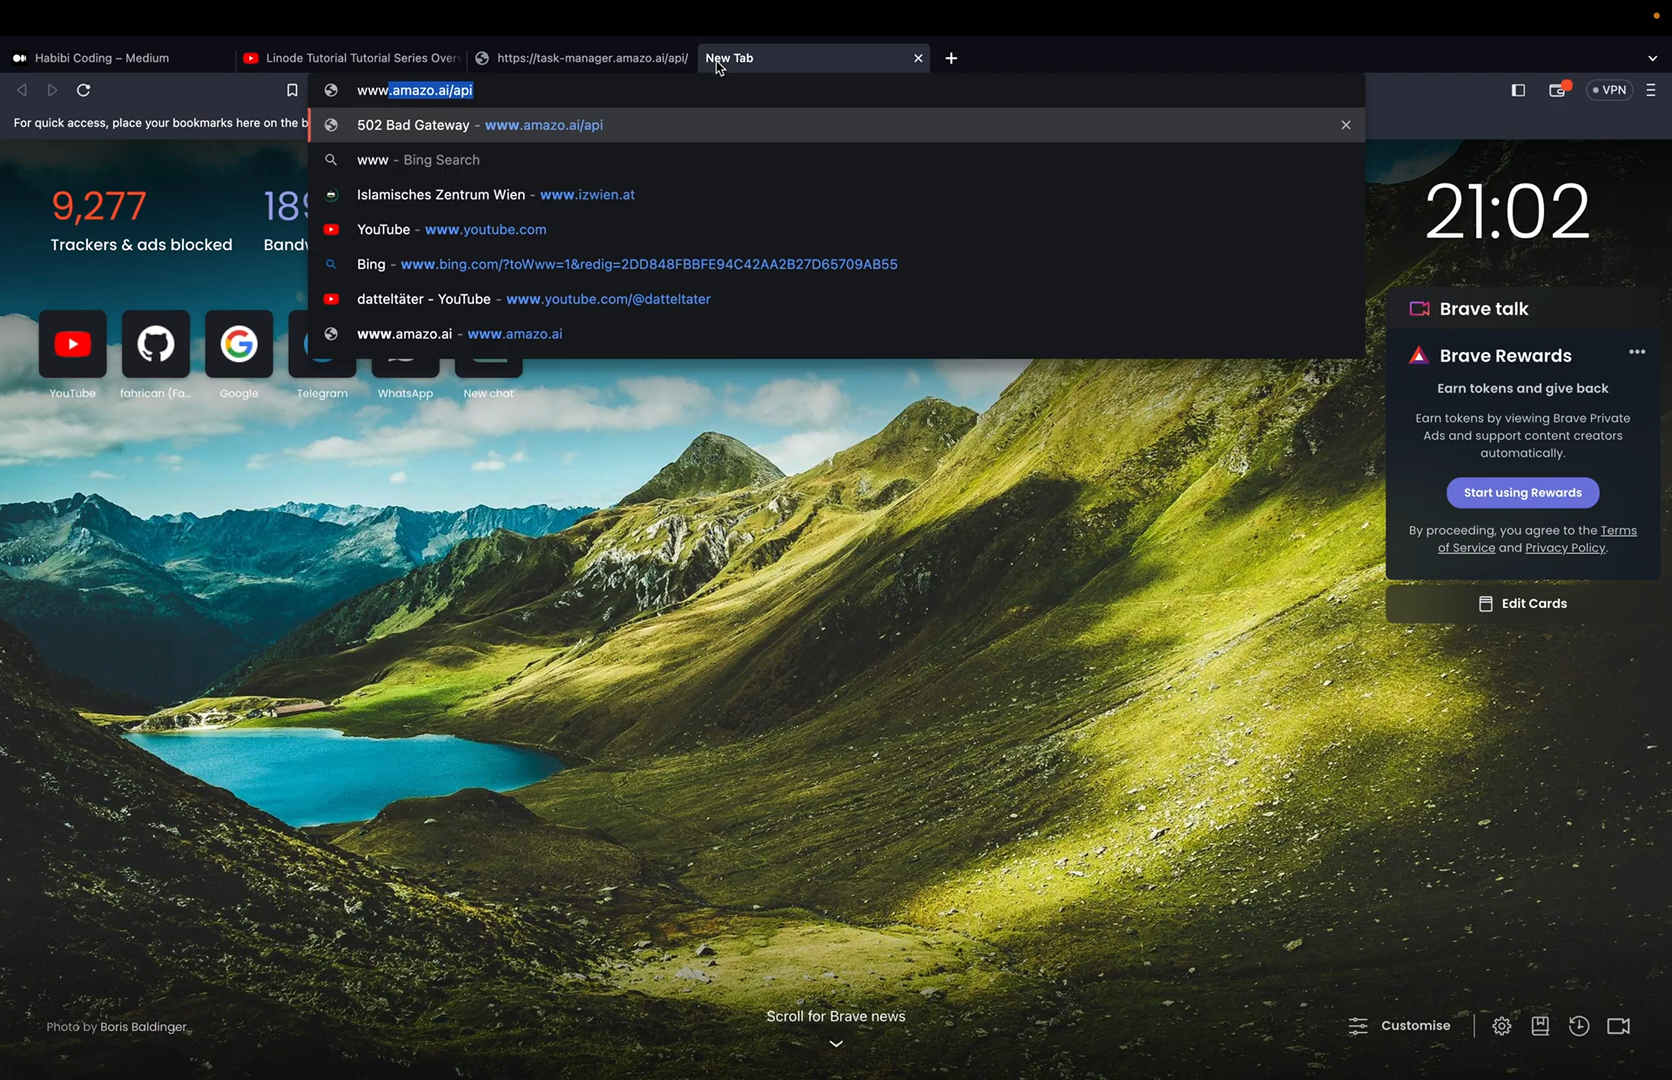 Habibi Coding – Medium
Linode Tutorial Tutorial Series Over
https://task-manager.amazo.ai/api/
New Tab
www.amazo.ai/api
VPN
For quick access, place your bookmarks here on the b
502 Bad Gateway - www.amazo.ai/api
www - Bing Search
Islamisches Zentrum Wien - www.izwien.at
YouTube - www.youtube.com
Bing - www.bing.com/?toWww=1&redig=2DD848FBBFE94C42AA2B27D65709AB55
datteltäter - YouTube - www.youtube.com/@datteltater
www.amazo.ai - www.amazo.ai
9,277
189
Trackers & ads blocked
Bandw
21:02
YouTube
fahrican (Fa...
Google
Telegram
WhatsApp
New chat
Brave talk
Brave Rewards
Earn tokens and give back
Earn tokens by viewing Brave Private
Ads and support content creators
automatically.
Start using Rewards
By proceeding, you agree to the Terms
of Service and Privacy Policy.
Edit Cards
Photo by Boris Baldinger
Scroll for Brave news
Customise